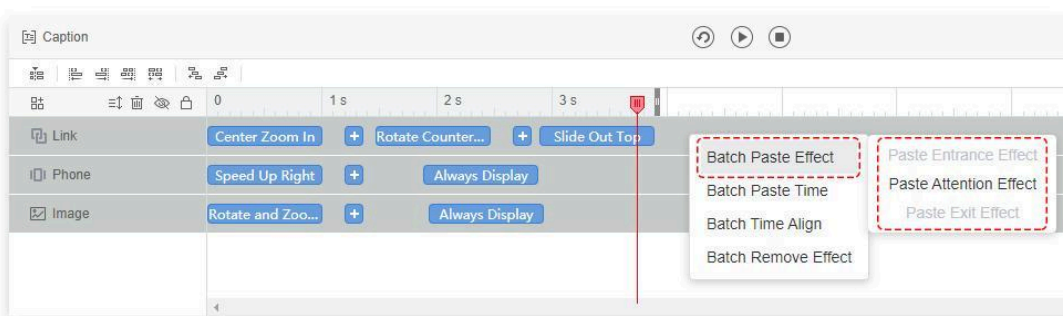 Caption
0 1 s 2 s 3 s
Link Center Zoom In + Rotate Counter... + Slide Out Top
Phone Speed Up Right + Always Display
Image Rotate and Zoo... + Always Display
Batch Paste Effect
Batch Paste Time
Batch Time Align
Batch Remove Effect
Paste Entrance Effect
Paste Attention Effect
Paste Exit Effect